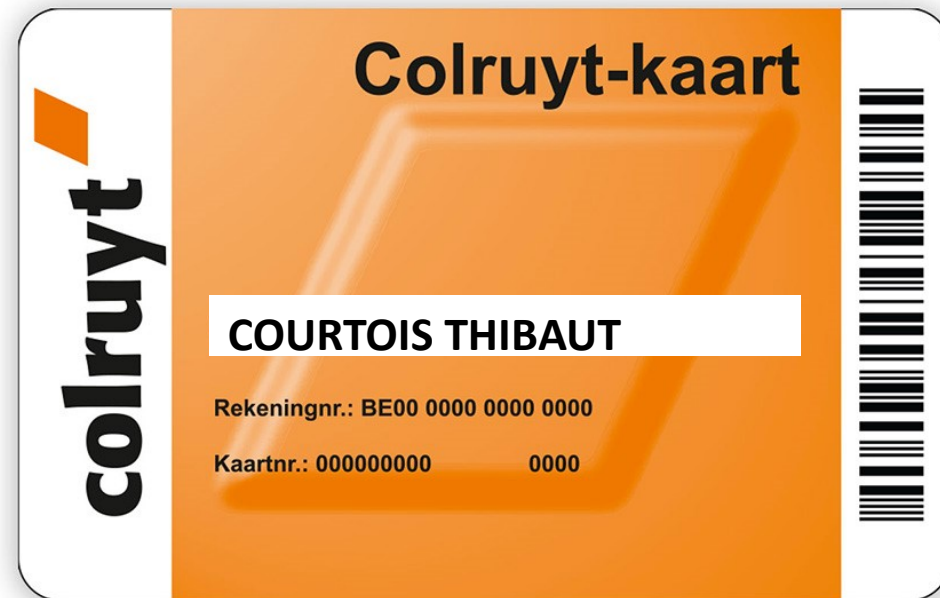 colruyt
Colruyt-kaart
COURTOIS THIBAUT
Rekeningnr.: BE00 0000 0000 0000
Kaartnr.: 000000000 0000